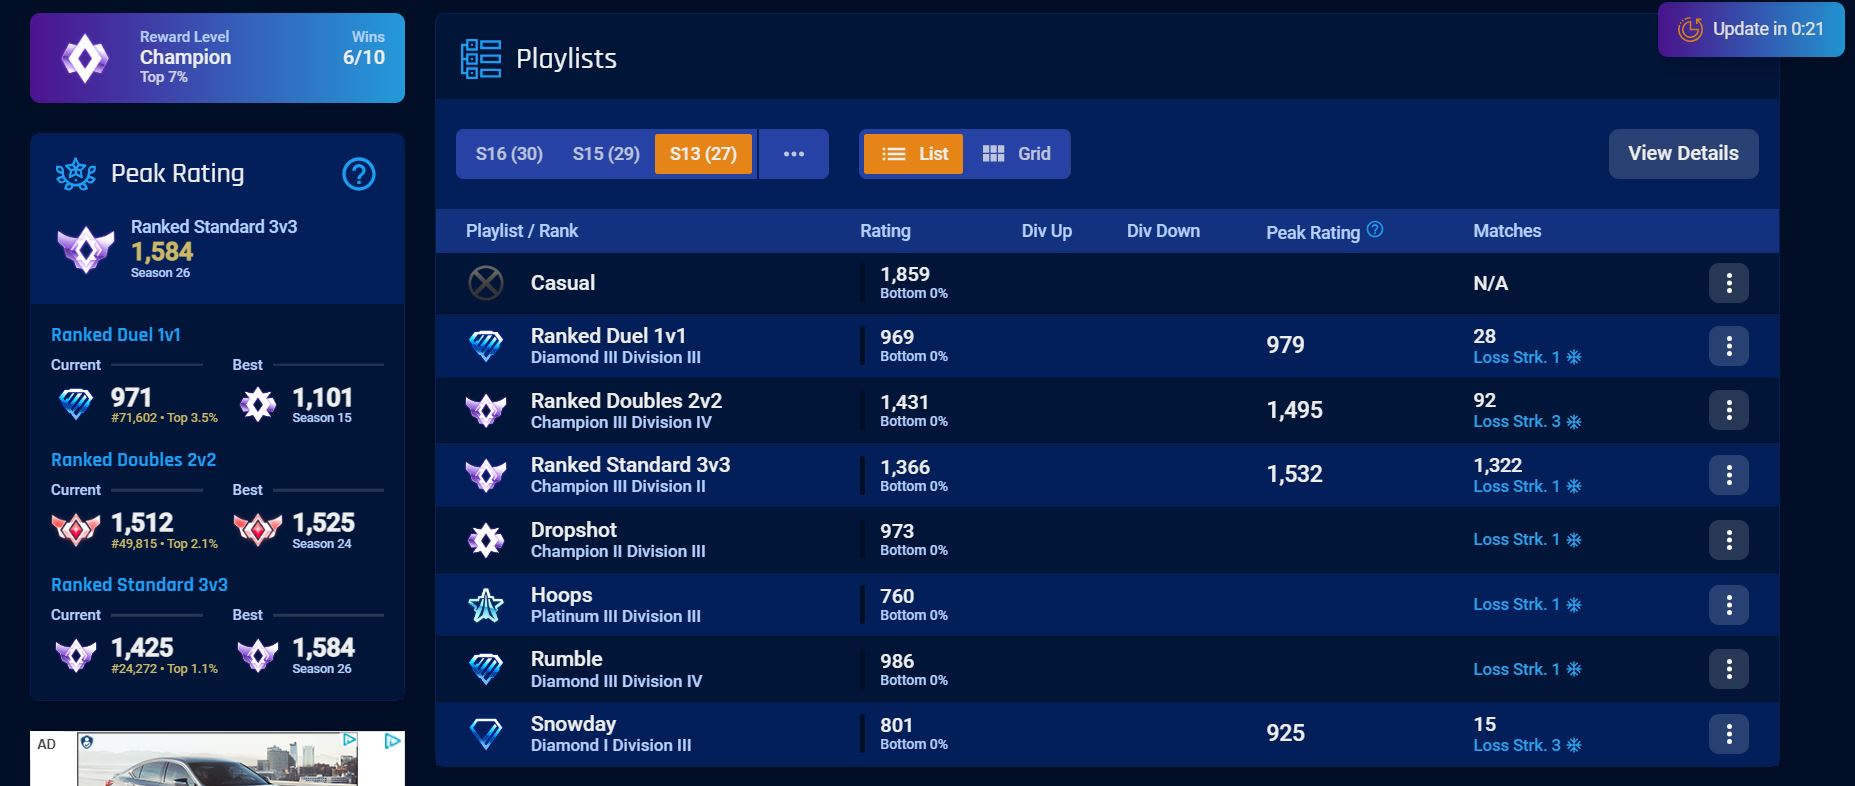 Reward Level
Wins
Champion
6/10
Top 7%
Peak Rating
Ranked Standard 3v3
1,584
Season 26
Ranked Duel 1v1
Current
Best
971
#71,602 • Top 3.5%
1,101
Season 15
Ranked Doubles 2v2
Current
Best
1,512
#49,815 • Top 2.1%
1,525
Season 24
Ranked Standard 3v3
Current
Best
1,425
#24,272 • Top 1.1%
1,584
Season 26
AD
Playlists
Update in 0:21
S16 (30) S15 (29) S13 (27) •••
List Grid
View Details
Playlist / Rank Rating Div Up Div Down Peak Rating Matches
Casual
1,859
Bottom 0%
N/A
Ranked Duel 1v1
Diamond III Division III
969
Bottom 0%
979
28
Loss Strk. 1
Ranked Doubles 2v2
Champion III Division IV
1,431
Bottom 0%
1,495
92
Loss Strk. 3
Ranked Standard 3v3
Champion III Division II
1,366
Bottom 0%
1,532
1,322
Loss Strk. 1
Dropshot
Champion II Division III
973
Bottom 0%
Loss Strk. 1
Hoops
Platinum III Division III
760
Bottom 0%
Loss Strk. 1
Rumble
Diamond III Division IV
986
Bottom 0%
Loss Strk. 1
Snowday
Diamond I Division III
801
Bottom 0%
925
15
Loss Strk. 3